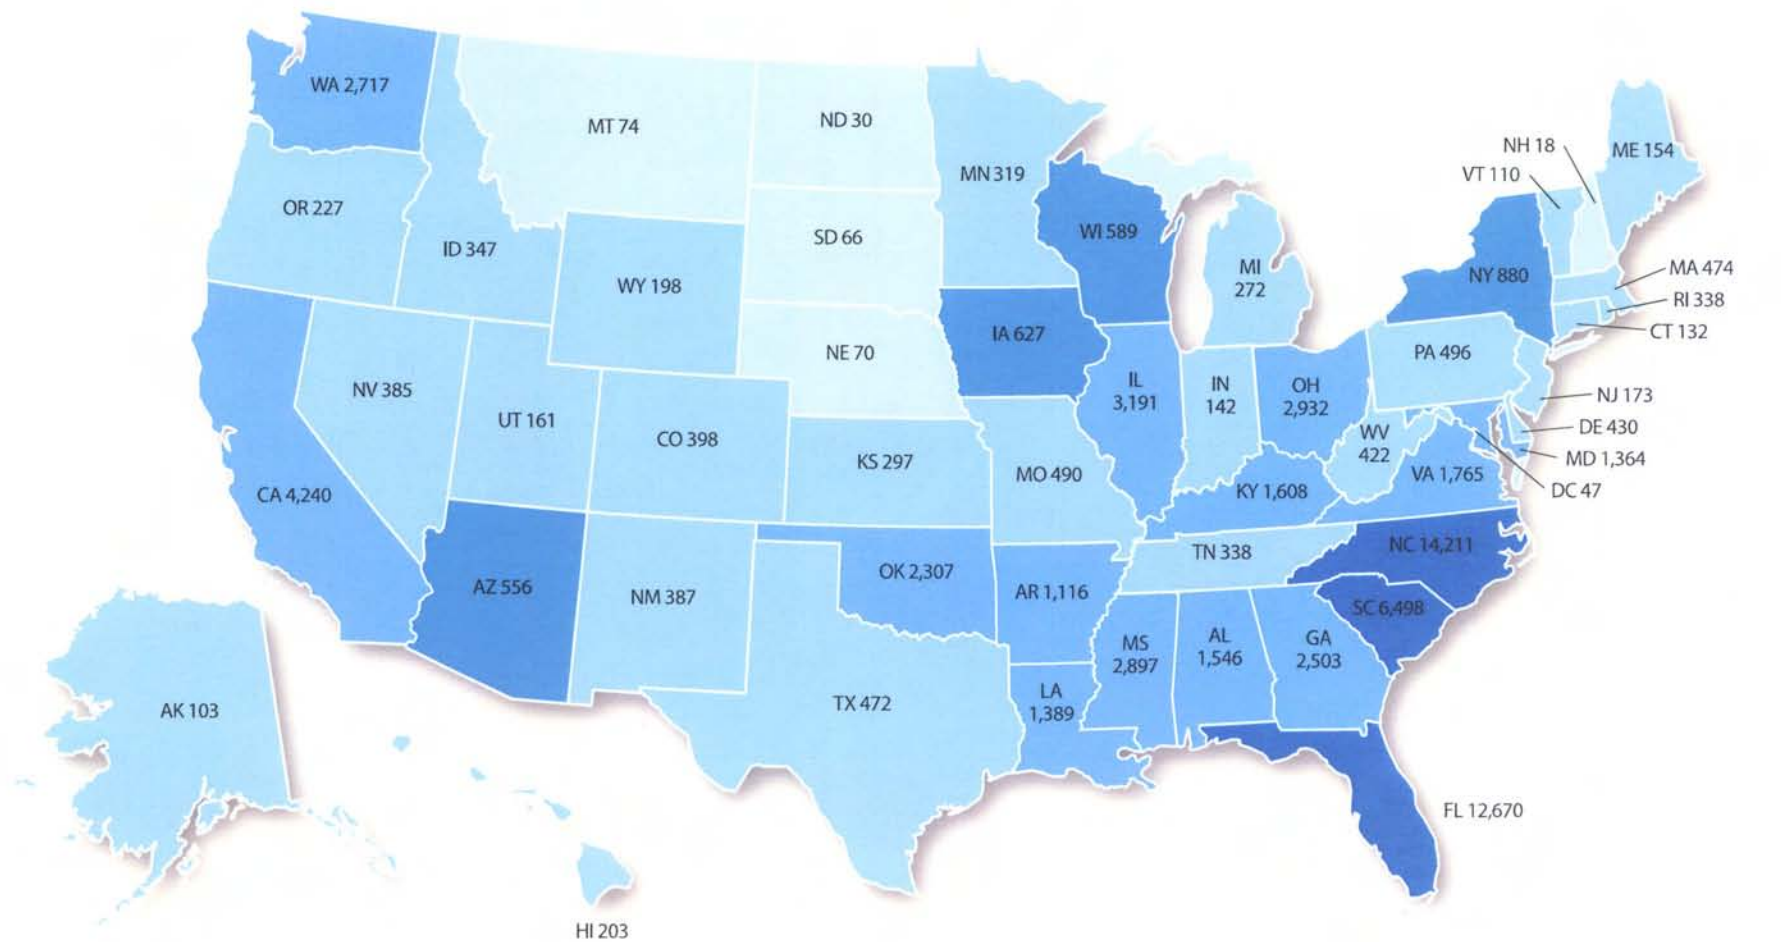 WA 2,717
MT 74
ND 30
MN 319
NH 18
ME 154
VT 110
OR 227
ID 347
SD 66
WI 589
MI
272
NY 880
MA 474
RI 338
CT 132
WY 198
IA 627
NE 70
PA 496
NV 385
UT 161
CO 398
IL
3,191
IN
142
OH
2,932
NJ 173
DE 430
MD 1,364
DC 47
WV
422
VA 1,765
KS 297
MO 490
KY 1,608
CA 4,240
AZ 556
NM 387
OK 2,307
AR 1,116
TN 338
NC 14,211
SC 6,498
MS
2,897
AL
1,546
GA
2,503
LA
1,389
TX 472
AK 103
FL 12,670
HI 203